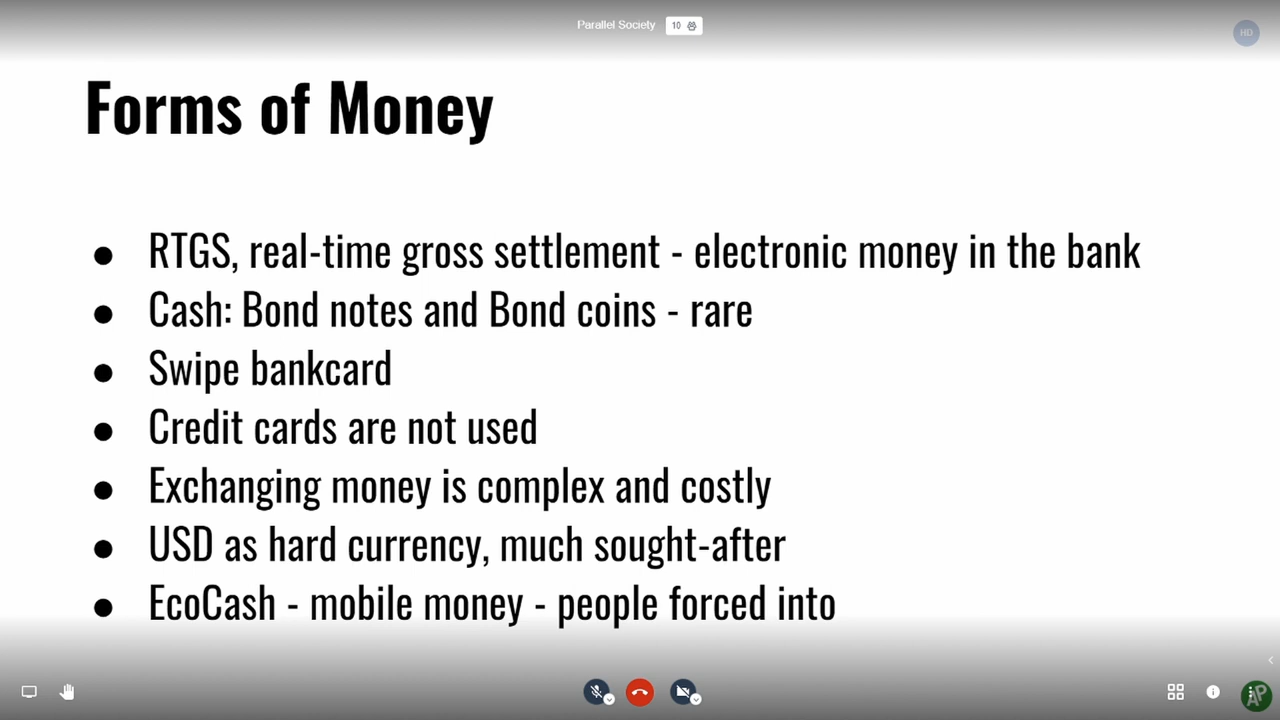 Parallel Society 10
HD
Forms of Money
● RTGS, real-time gross settlement - electronic money in the bank
● Cash: Bond notes and Bond coins - rare
● Swipe bankcard
● Credit cards are not used
● Exchanging money is complex and costly
● USD as hard currency, much sought-after
● EcoCash - mobile money - people forced into
AP